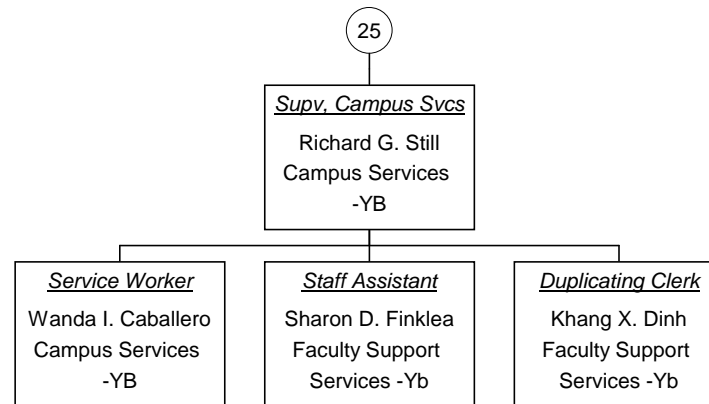 25
Supv, Campus Svcs
Richard G. Still
Campus Services
-YB
Service Worker
Wanda I. Caballero
Campus Services
-YB
Staff Assistant
Sharon D. Finklea
Faculty Support
Services -Yb
Duplicating Clerk
Khang X. Dinh
Faculty Support
Services -Yb